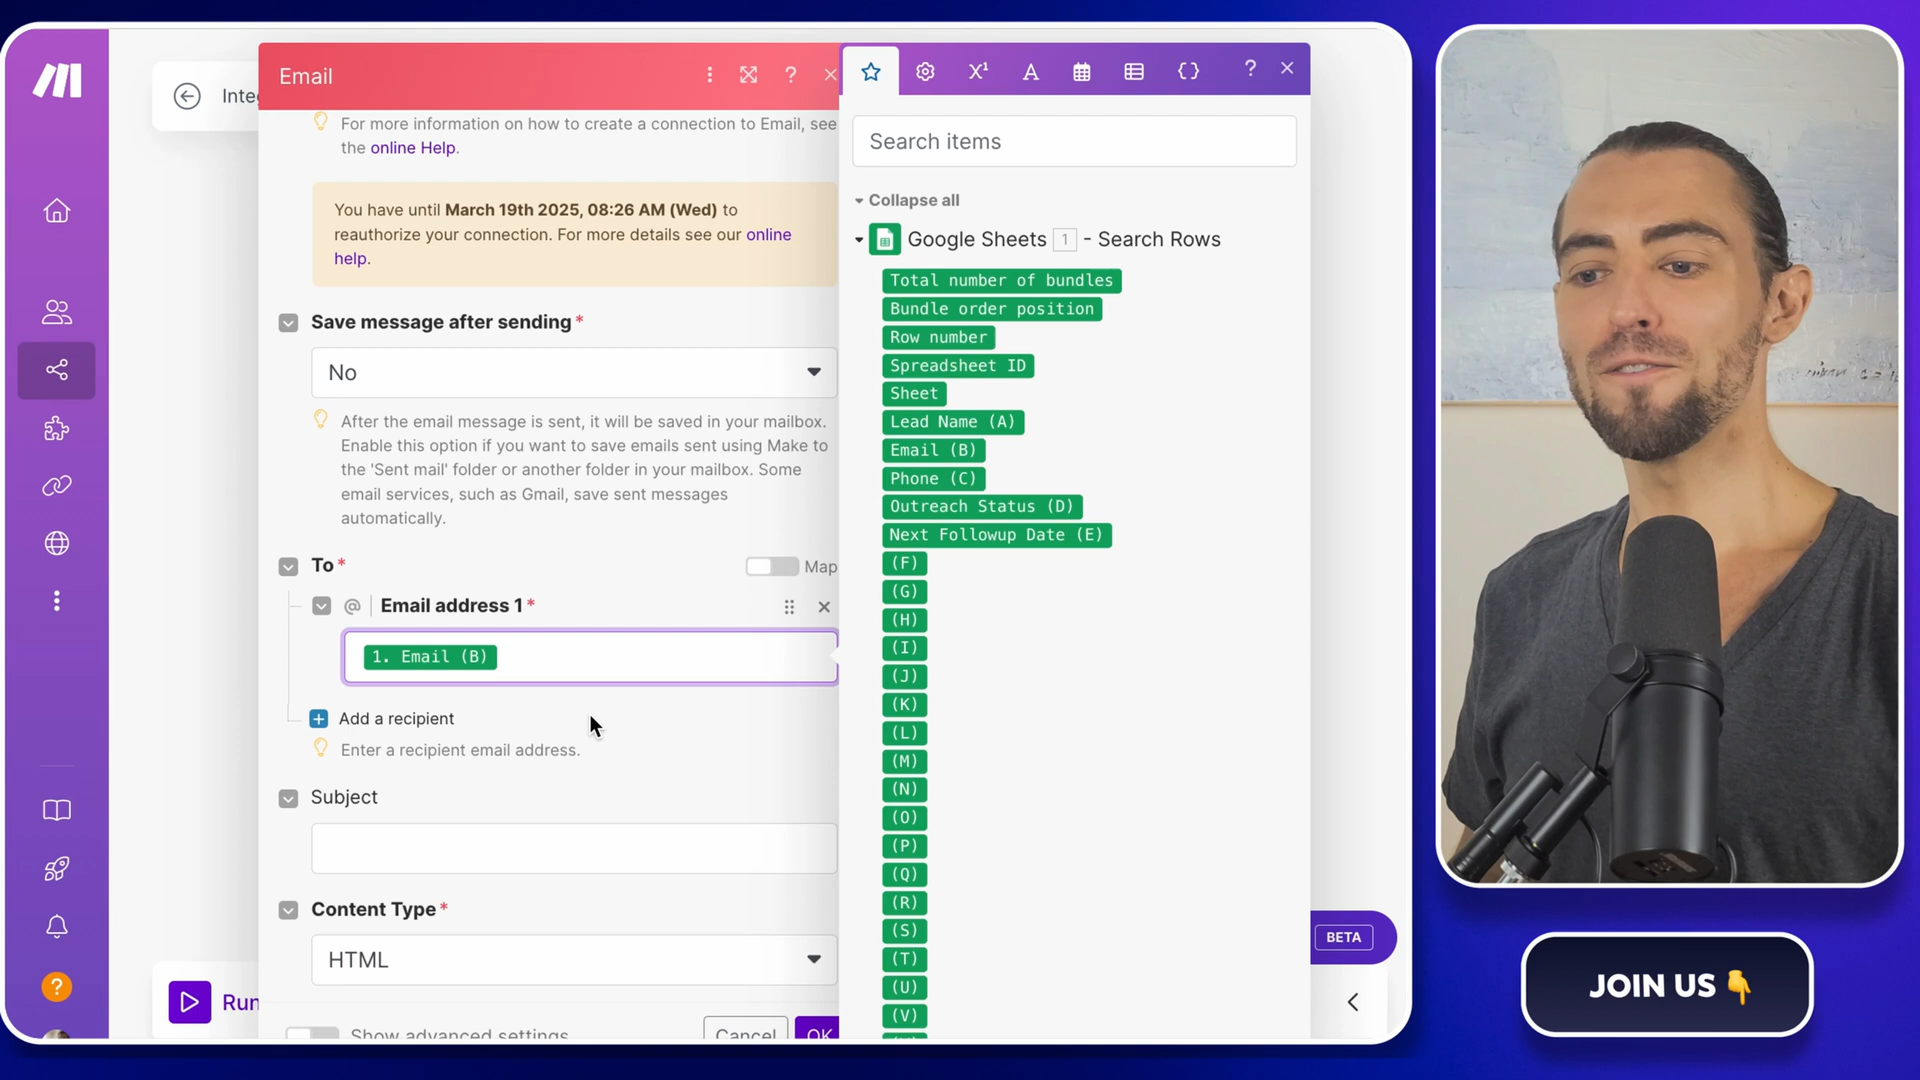 Email
For more information on how to create a connection to Email, see
the online Help.
You have until March 19th 2025, 08:26 AM (Wed) to
reauthorize your connection. For more details see our online
help.
Save message after sending *
No
After the email message is sent, it will be saved in your mailbox.
Enable this option if you want to save emails sent using Make to
the 'Sent mail' folder or another folder in your mailbox. Some
email services, such as Gmail, save sent messages
automatically.
To *
Map
@ Email address 1 *
1. Email (B)
Add a recipient
Enter a recipient email address.
Subject
Content Type *
HTML
Run
Show advanced settings
Cancel
OK
Search items
Collapse all
Google Sheets 1 - Search Rows
Total number of bundles
Bundle order position
Row number
Spreadsheet ID
Sheet
Lead Name (A)
Email (B)
Phone (C)
Outreach Status (D)
Next Followup Date (E)
(F)
(G)
(H)
(I)
(J)
(K)
(L)
(M)
(N)
(O)
(P)
(Q)
(R)
(S)
(T)
(U)
(V)
BETA
JOIN US 👇